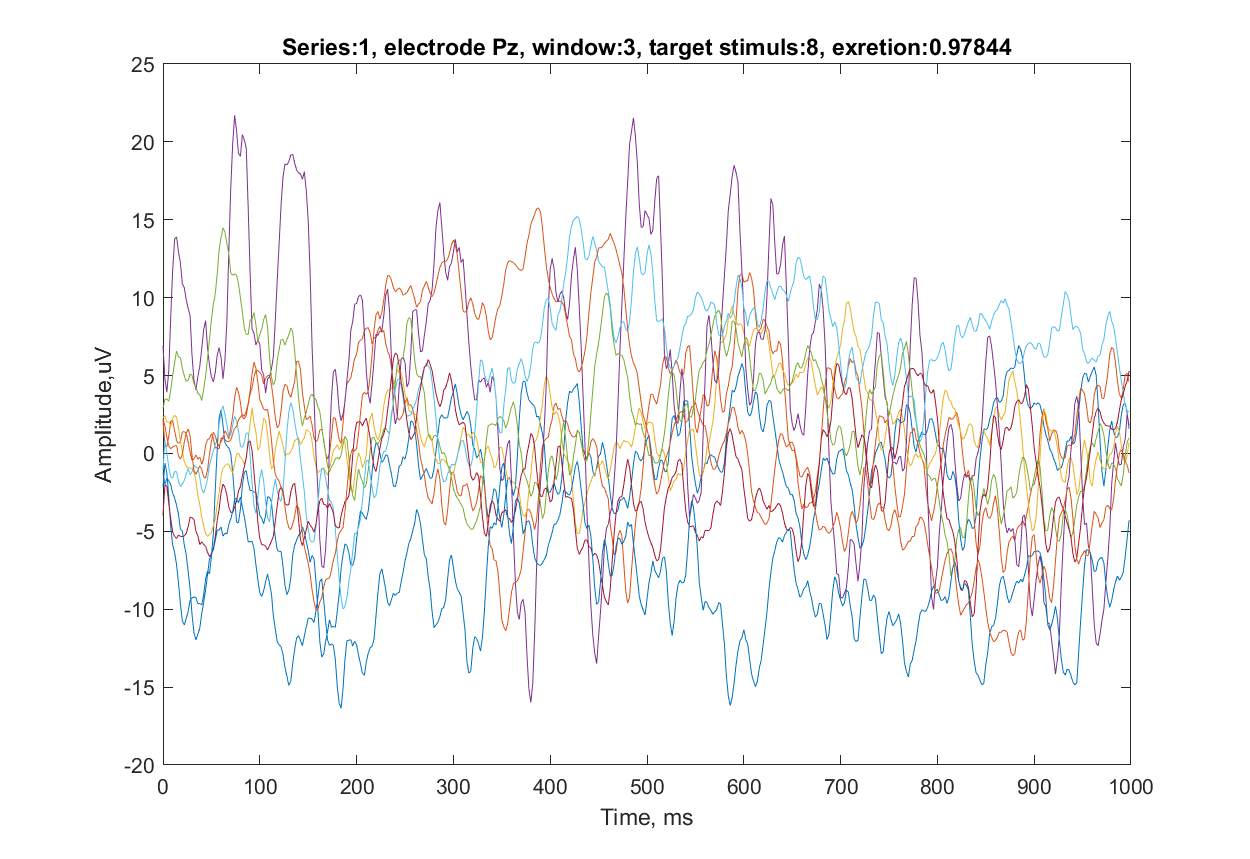 Series:1, electrode Pz, window:3, target stimuls:8, exretion:0.97844
25
20
15
10
5
0
-5
-10
-15
-20
Amplitude,uV
0 100 200 300 400 500 600 700 800 900 1000
Time, ms